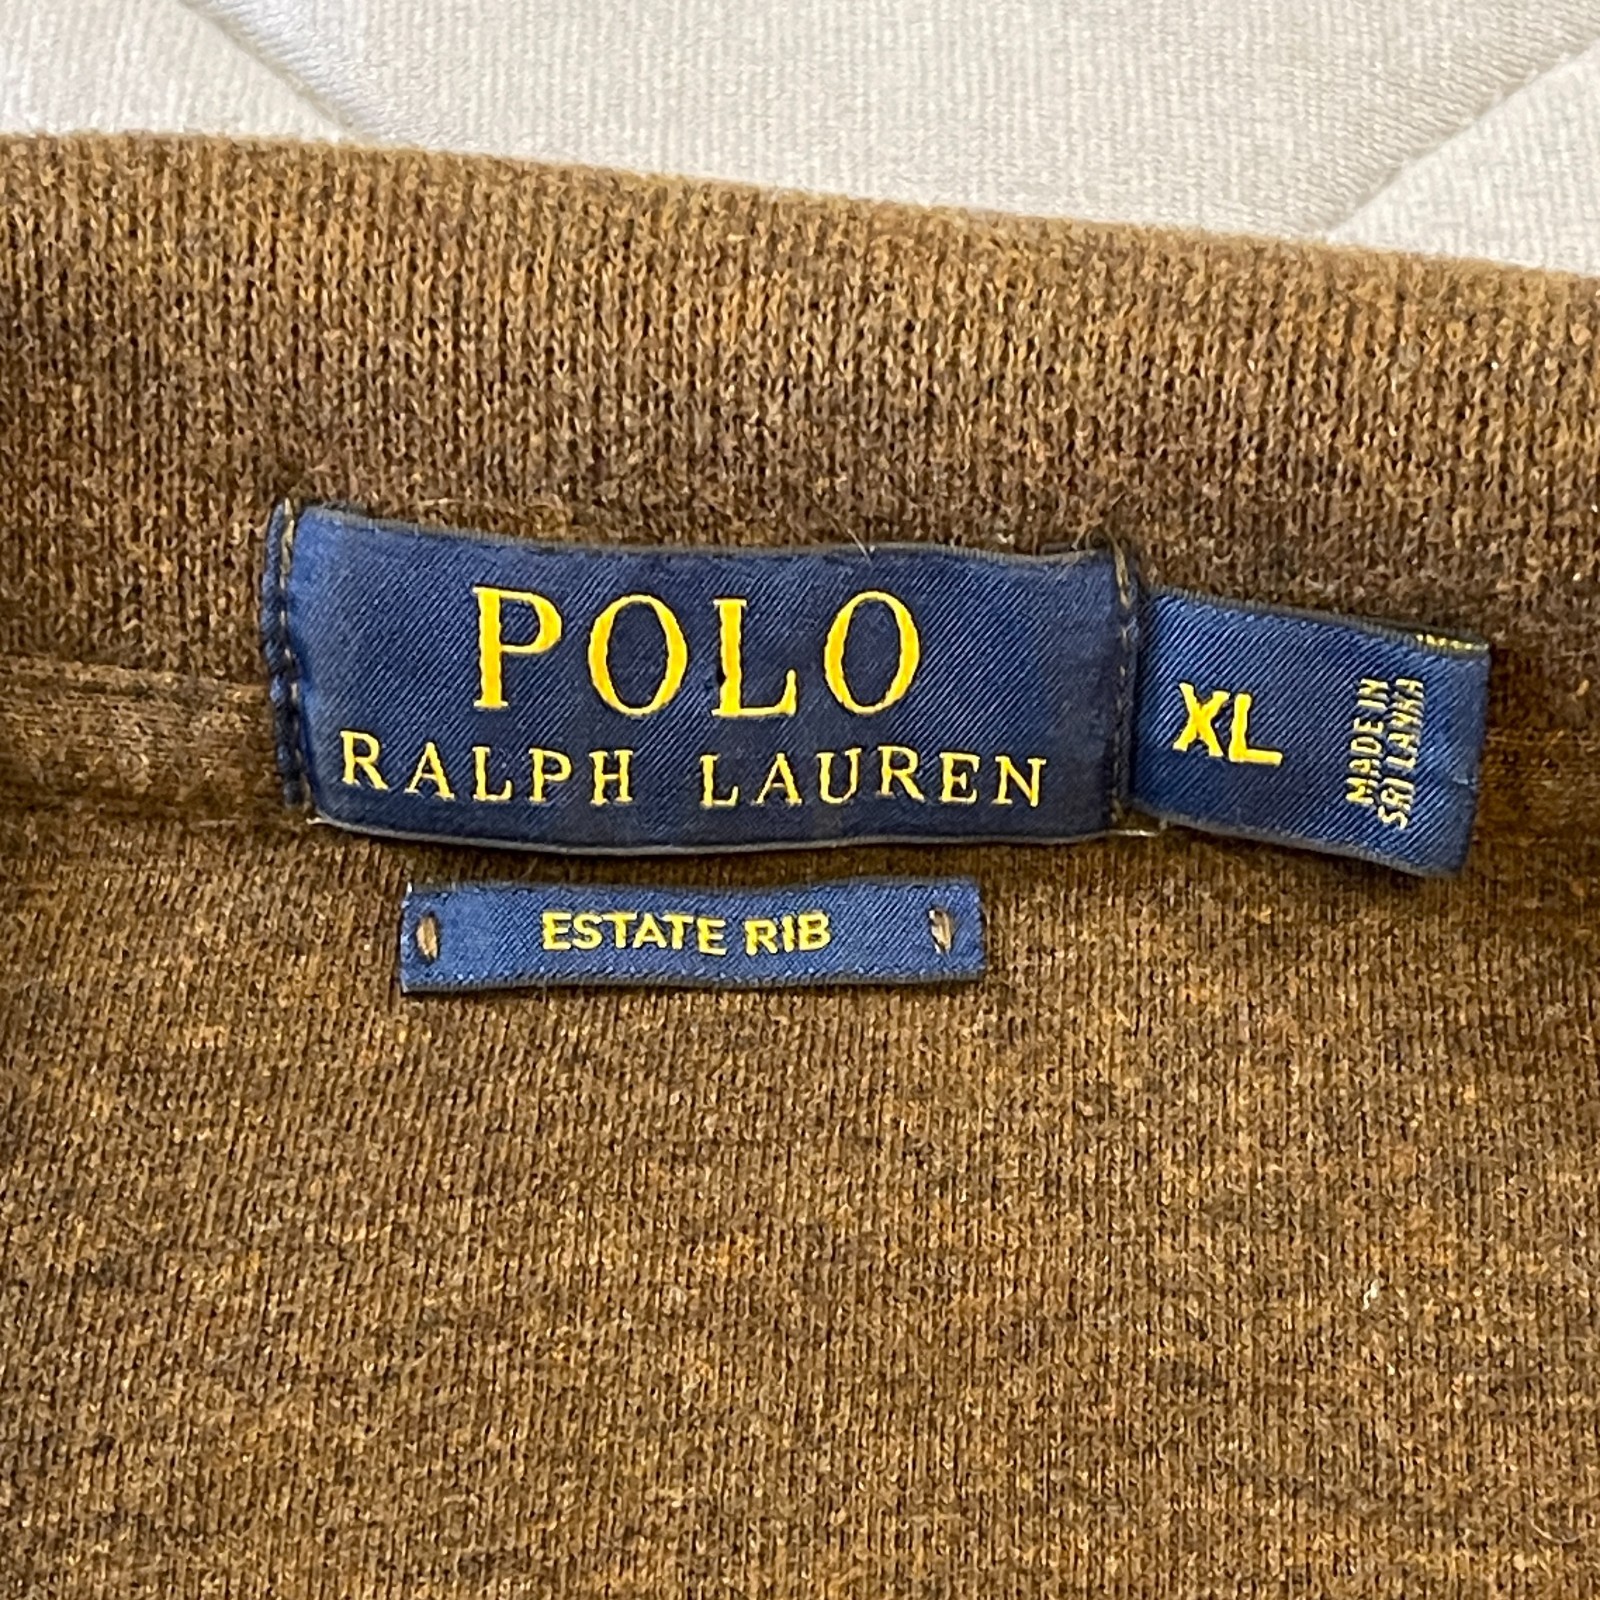 POLO
RALPH LAUREN
XL
MADE IN
SRI LANKA
ESTATE RIB